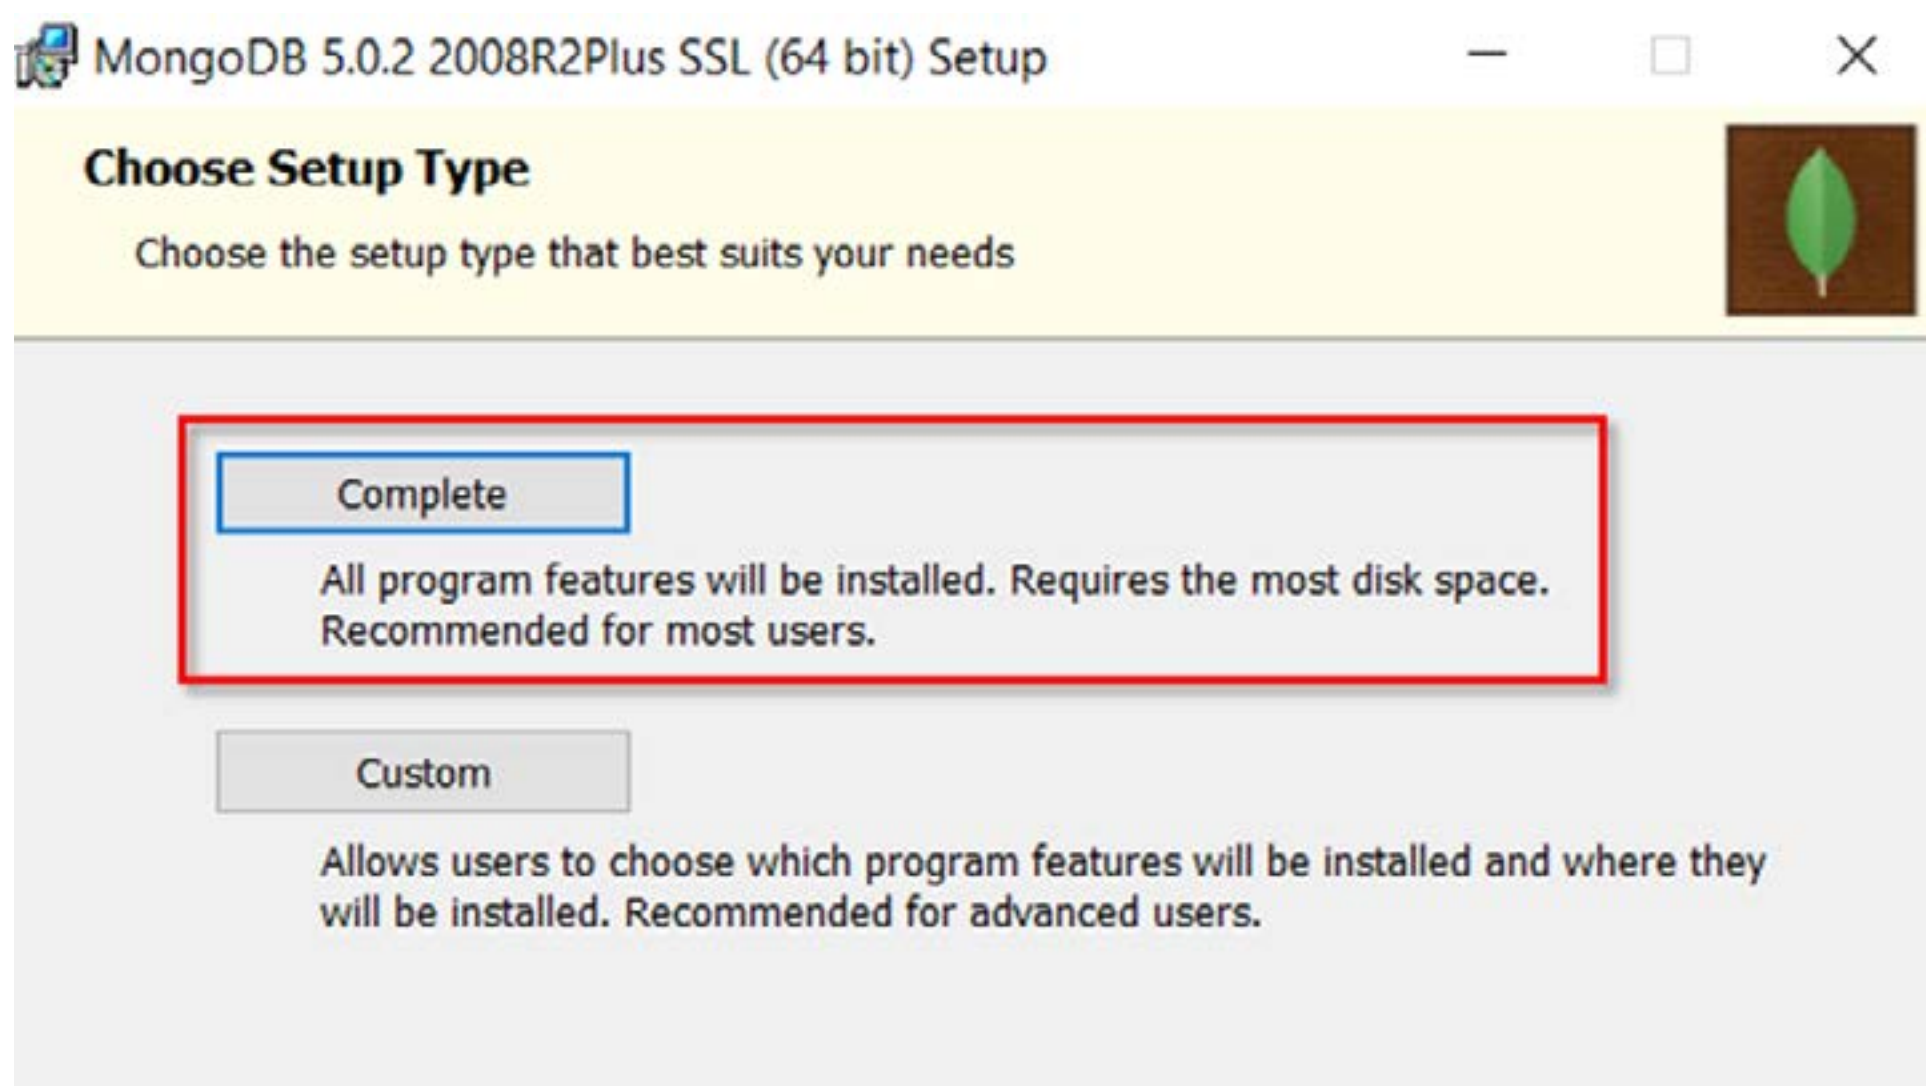 MongoDB 5.0.2 2008R2Plus SSL (64 bit) Setup
Choose Setup Type
Choose the setup type that best suits your needs
Complete
All program features will be installed. Requires the most disk space.
Recommended for most users.
Custom
Allows users to choose which program features will be installed and where they
will be installed. Recommended for advanced users.